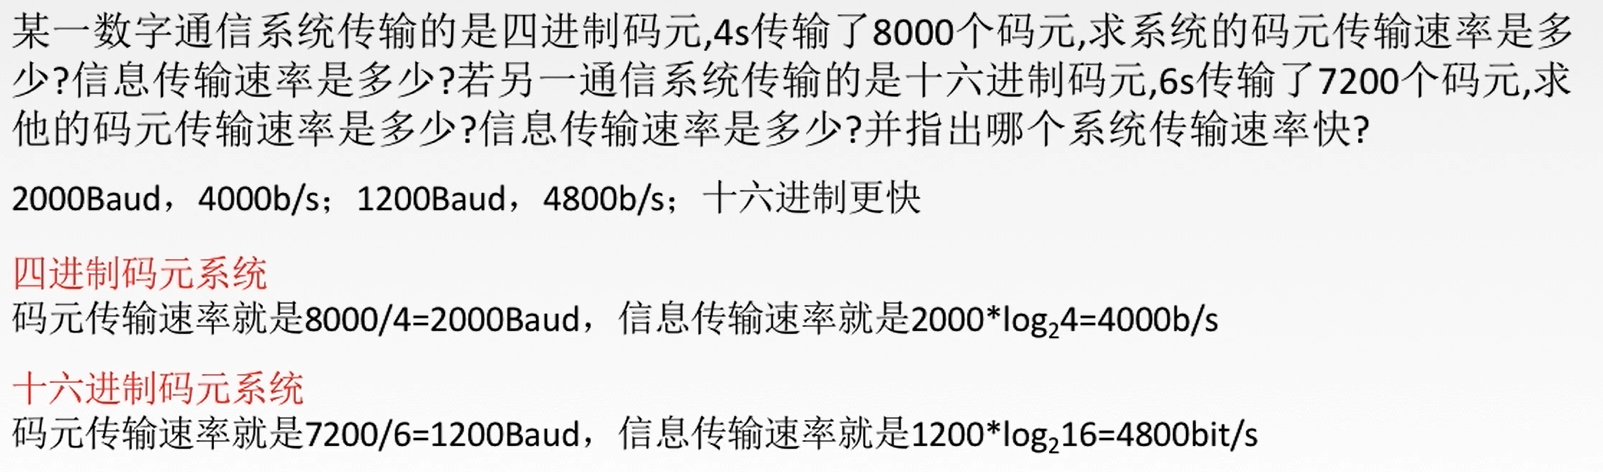 某一数字通信系统传输的是四进制码元,4s传输了8000个码元,求系统的码元传输速率是多
少?信息传输速率是多少?若另一通信系统传输的是十六进制码元,6s传输了7200个码元,求
他的码元传输速率是多少?信息传输速率是多少?并指出哪个系统传输速率快?
2000Baud，4000b/s；1200Baud，4800b/s；十六进制更快
四进制码元系统
码元传输速率就是8000/4=2000Baud，信息传输速率就是2000*log₂4=4000b/s
十六进制码元系统
码元传输速率就是7200/6=1200Baud，信息传输速率就是1200*log₂16=4800bit/s